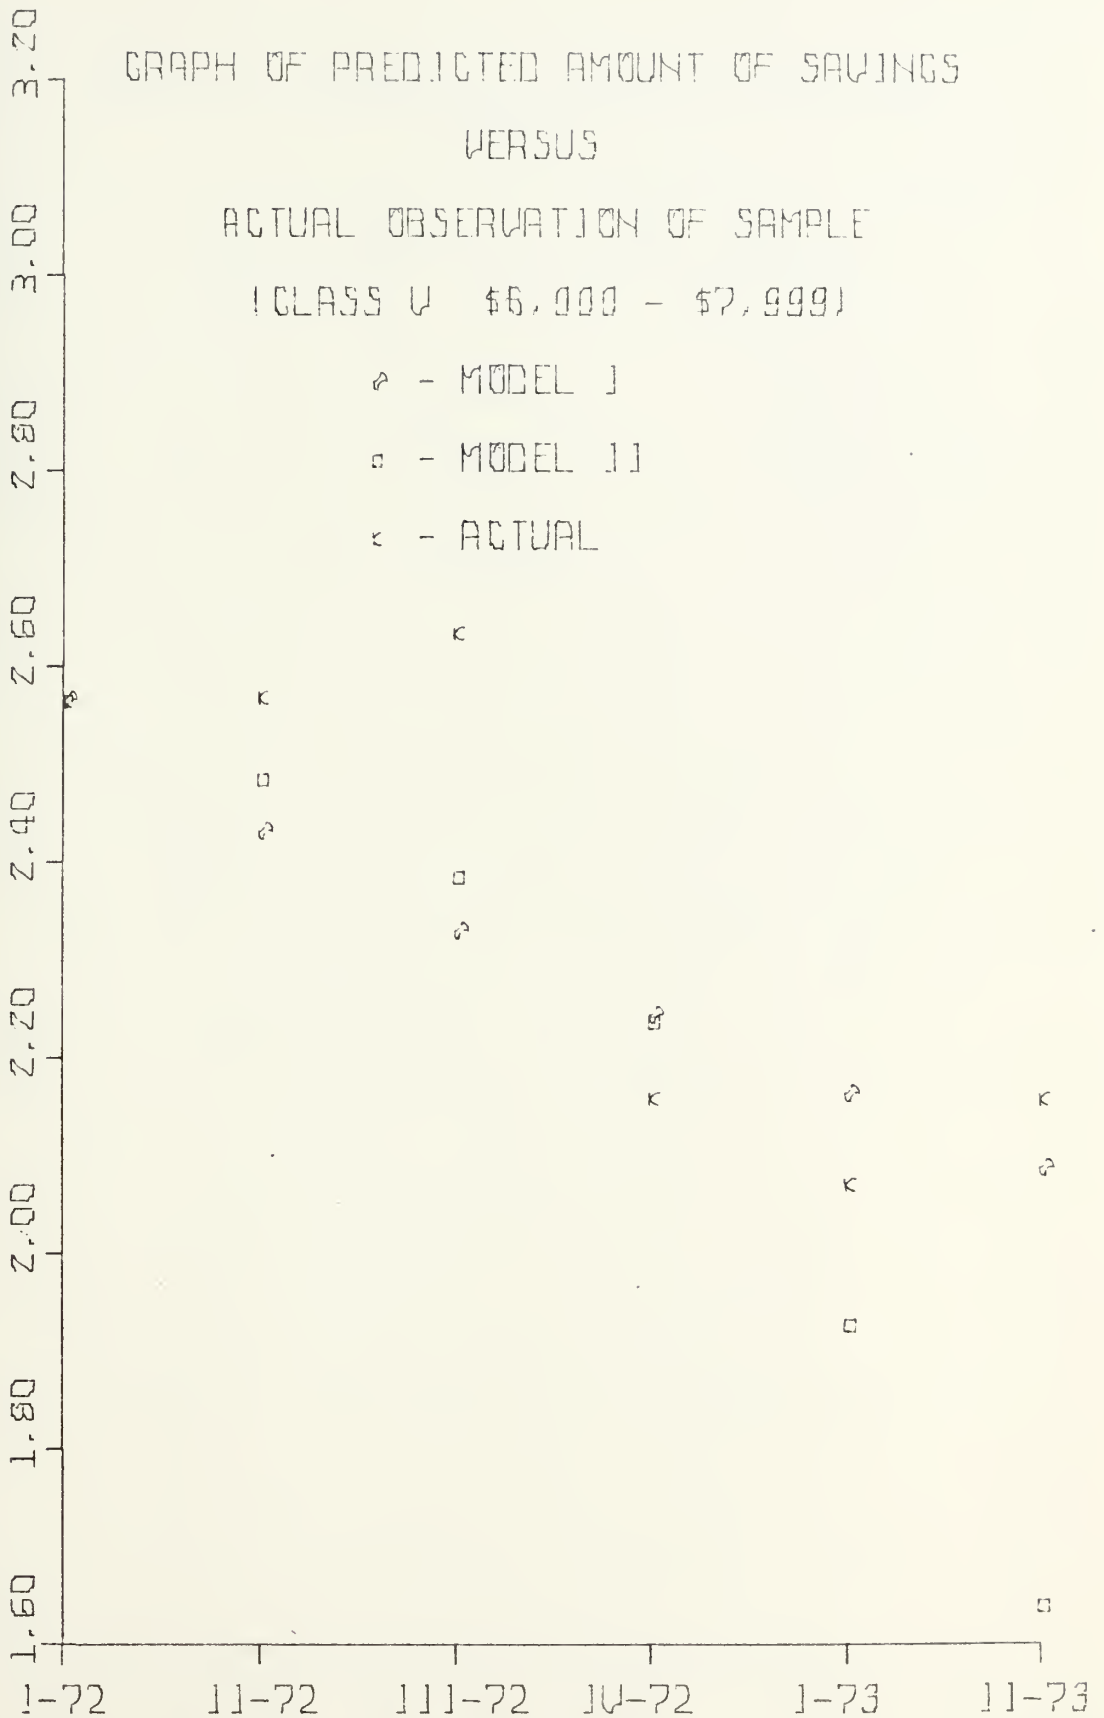 GRAPH OF PREDICTED AMOUNT OF SAVINGS
VERSUS
ACTUAL OBSERVATION OF SAMPLE
(CLASS V $6,000 - $7,999)
- MODEL I
- MODEL II
- ACTUAL
3.20
3.00
2.80
2.60
2.40
2.20
2.00
1.80
1.60
I-72 II-72 III-72 IV-72 I-73 II-73